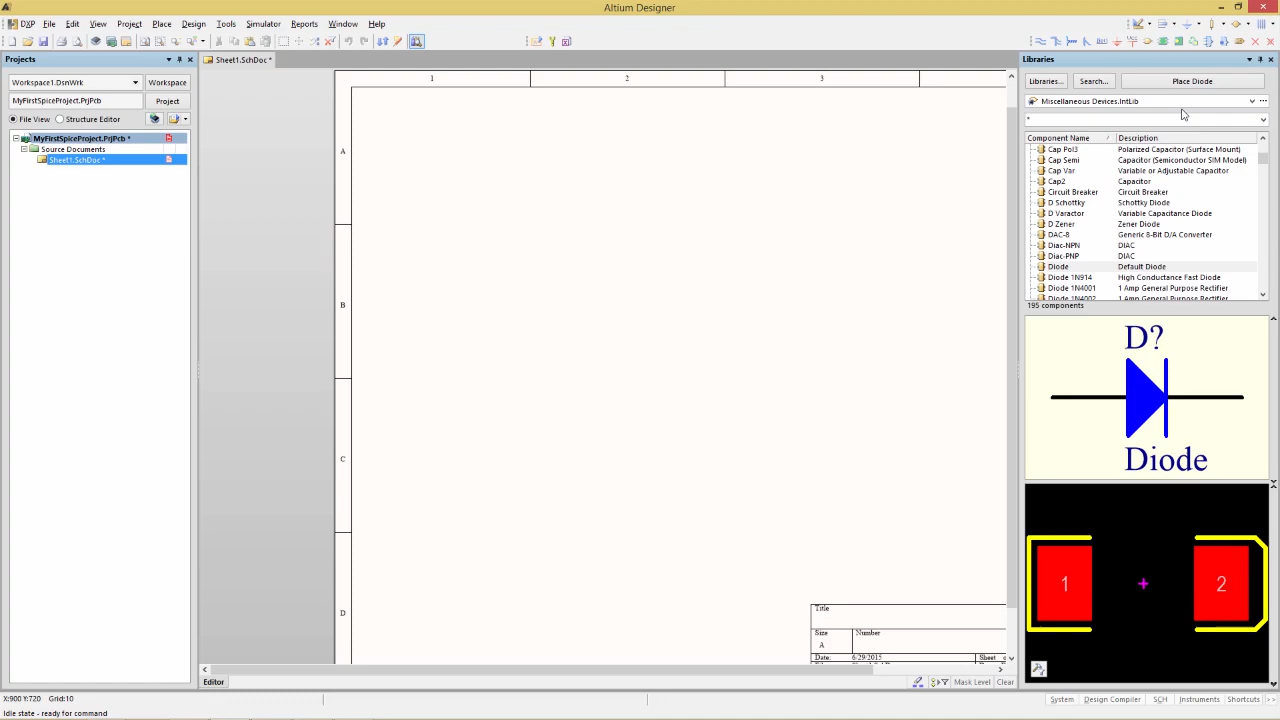 Altium Designer
DXP File Edit View Project Place Design Tools Simulator Reports Window Help
Projects
Workspace1.DsnWrk Workspace
MyFirstSpiceProject.PrjPcb Project
File View Structure Editor
MyFirstSpiceProject.PrjPcb *
Source Documents
Sheet1.SchDoc *
Sheet1.SchDoc *
1 2 3
A
B
C
D
Title
Size Number
A
Date: 6/29/2015 Sheet o
Editor
Mask Level Clear
Libraries
Libraries... Search... Place Diode
Miscellaneous Devices.IntLib
*
Component Name Description
Cap Pol3 Polarized Capacitor (Surface Mount)
Cap Semi Capacitor (Semiconductor SIM Model)
Cap Var Variable or Adjustable Capacitor
Cap2 Capacitor
Circuit Breaker Circuit Breaker
D Schottky Schottky Diode
D Varactor Variable Capacitance Diode
D Zener Zener Diode
DAC-8 Generic 8-Bit D/A Converter
Diac-NPN DIAC
Diac-PNP DIAC
Diode Default Diode
Diode 1N914 High Conductance Fast Diode
Diode 1N4001 1 Amp General Purpose Rectifier
Diode 1N4002 1 Amp General Purpose Rectifier
195 components
D?
Diode
1 2
X:900 Y:720 Grid:10
System Design Compiler SCH Instruments Shortcuts >>
Idle state - ready for command